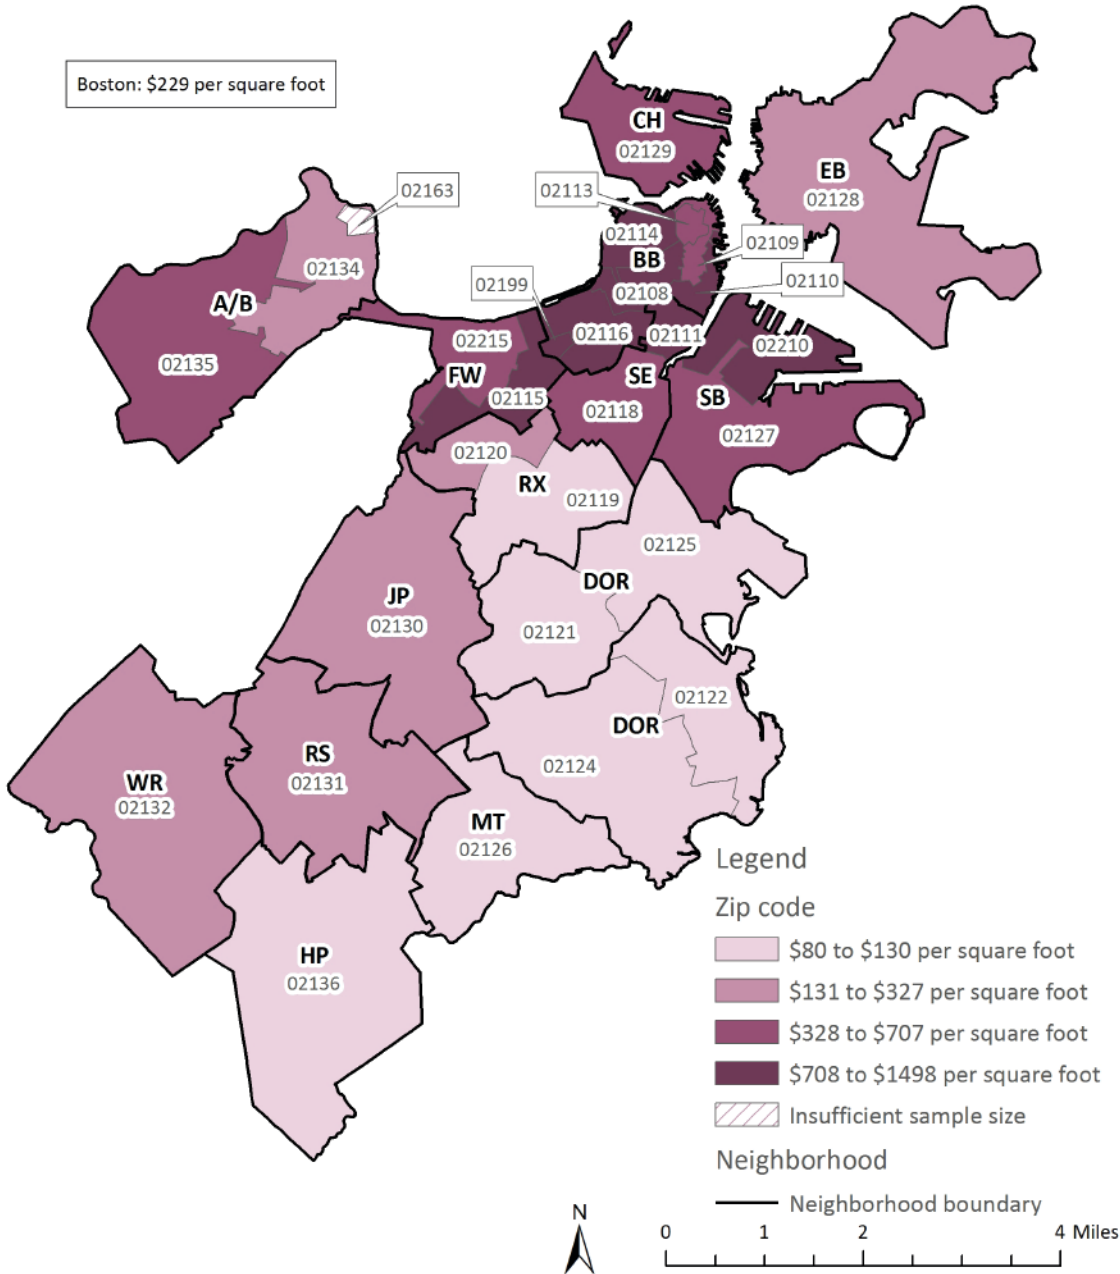 Boston: $229 per square foot
CH
02129
EB
02128
02163
02113
02114
02109
BB
02134
02110
02199
02108
A/B
02116
02111
02215
02210
02135
FW
SE
02115
SB
02118
02127
02120
RX
02119
02125
DOR
JP
02130
02121
02122
DOR
RS
02124
WR
02131
02132
MT
02126
HP
02136
Legend
Zip code
$80 to $130 per square foot
$131 to $327 per square foot
$328 to $707 per square foot
$708 to $1498 per square foot
Insufficient sample size
Neighborhood
Neighborhood boundary
N
0 1 2 4 Miles